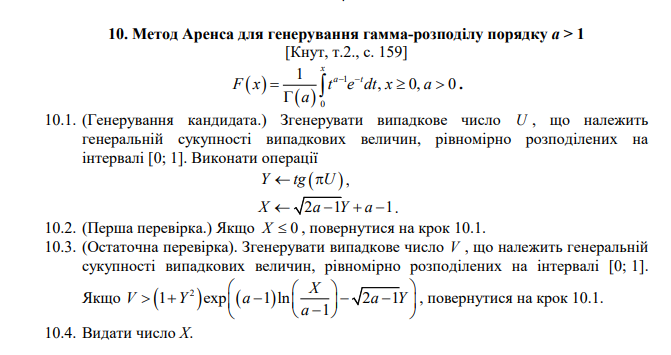 10. Метод Аренса для генерування гамма-розподілу порядку a > 1
[Кнут, т.2., с. 159]
F(x) = 1/Γ(a) ∫₀ˣ t^(a−1) e^(−t) dt, x ≥ 0, a > 0.
10.1. (Генерування кандидата.) Згенерувати випадкове число U , що належить
генеральній сукупності випадкових величин, рівномірно розподілених на
інтервалі [0; 1]. Виконати операції
Y ← tg(πU),
X ← √(2a−1)Y + a −1.
10.2. (Перша перевірка.) Якщо X ≤ 0 , повернутися на крок 10.1.
10.3. (Остаточна перевірка). Згенерувати випадкове число V , що належить генеральній
сукупності випадкових величин, рівномірно розподілених на інтервалі [0; 1].
Якщо V > (1+Y²)exp((a−1)ln(X/(a−1))−√(2a−1)Y) , повернутися на крок 10.1.
10.4. Видати число X.